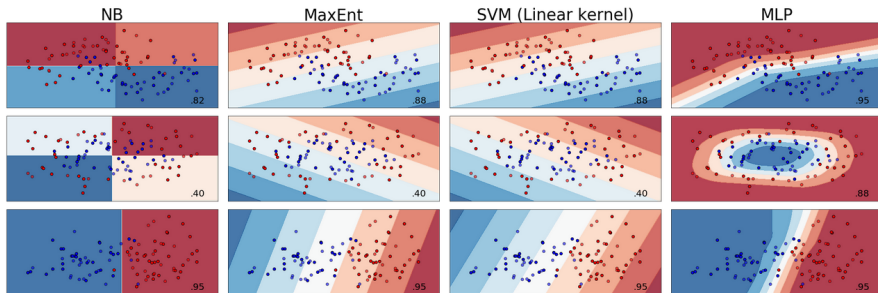 NB MaxEnt SVM (Linear kernel) MLP
.82 .88 .88 .95
.40 .40 .40 .88
.95 .95 .95 .95